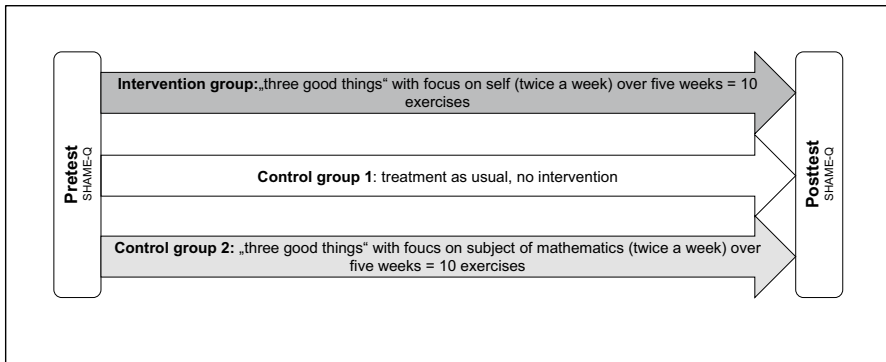 Pretest
SHAME-Q
Intervention group:„three good things“ with focus on self (twice a week) over five weeks = 10
exercises
Control group 1: treatment as usual, no intervention
Control group 2: „three good things“ with foucs on subject of mathematics (twice a week) over
five weeks = 10 exercises
Posttest
SHAME-Q